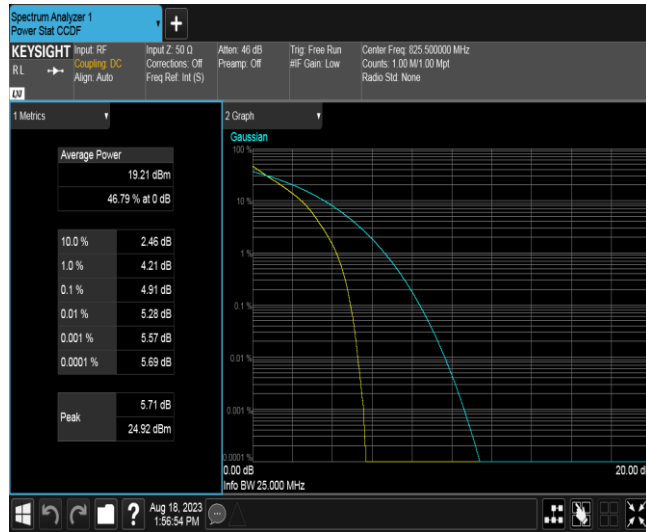 Spectrum Analyzer 1
Power Stat CCDF
+
KEYSIGHT
RL
LXI
Input: RF
Coupling: DC
Align: Auto
Input Z: 50 Ω
Corrections: Off
Freq Ref: Int (S)
Atten: 46 dB
Preamp: Off
Trig: Free Run
#IF Gain: Low
Center Freq: 825.500000 MHz
Counts: 1.00 M/1.00 Mpt
Radio Std: None
1 Metrics
Average Power
19.21 dBm
46.79 % at 0 dB
10.0 % 2.46 dB
1.0 % 4.21 dB
0.1 % 4.91 dB
0.01 % 5.28 dB
0.001 % 5.57 dB
0.0001 % 5.69 dB
Peak 5.71 dB
24.92 dBm
2 Graph
Gaussian
100 %
10 %
1 %
0.1 %
0.01 %
0.001 %
0.0001 %
0.00 dB 20.00 d
Info BW 25.000 MHz
? Aug 18, 2023
1:56:54 PM